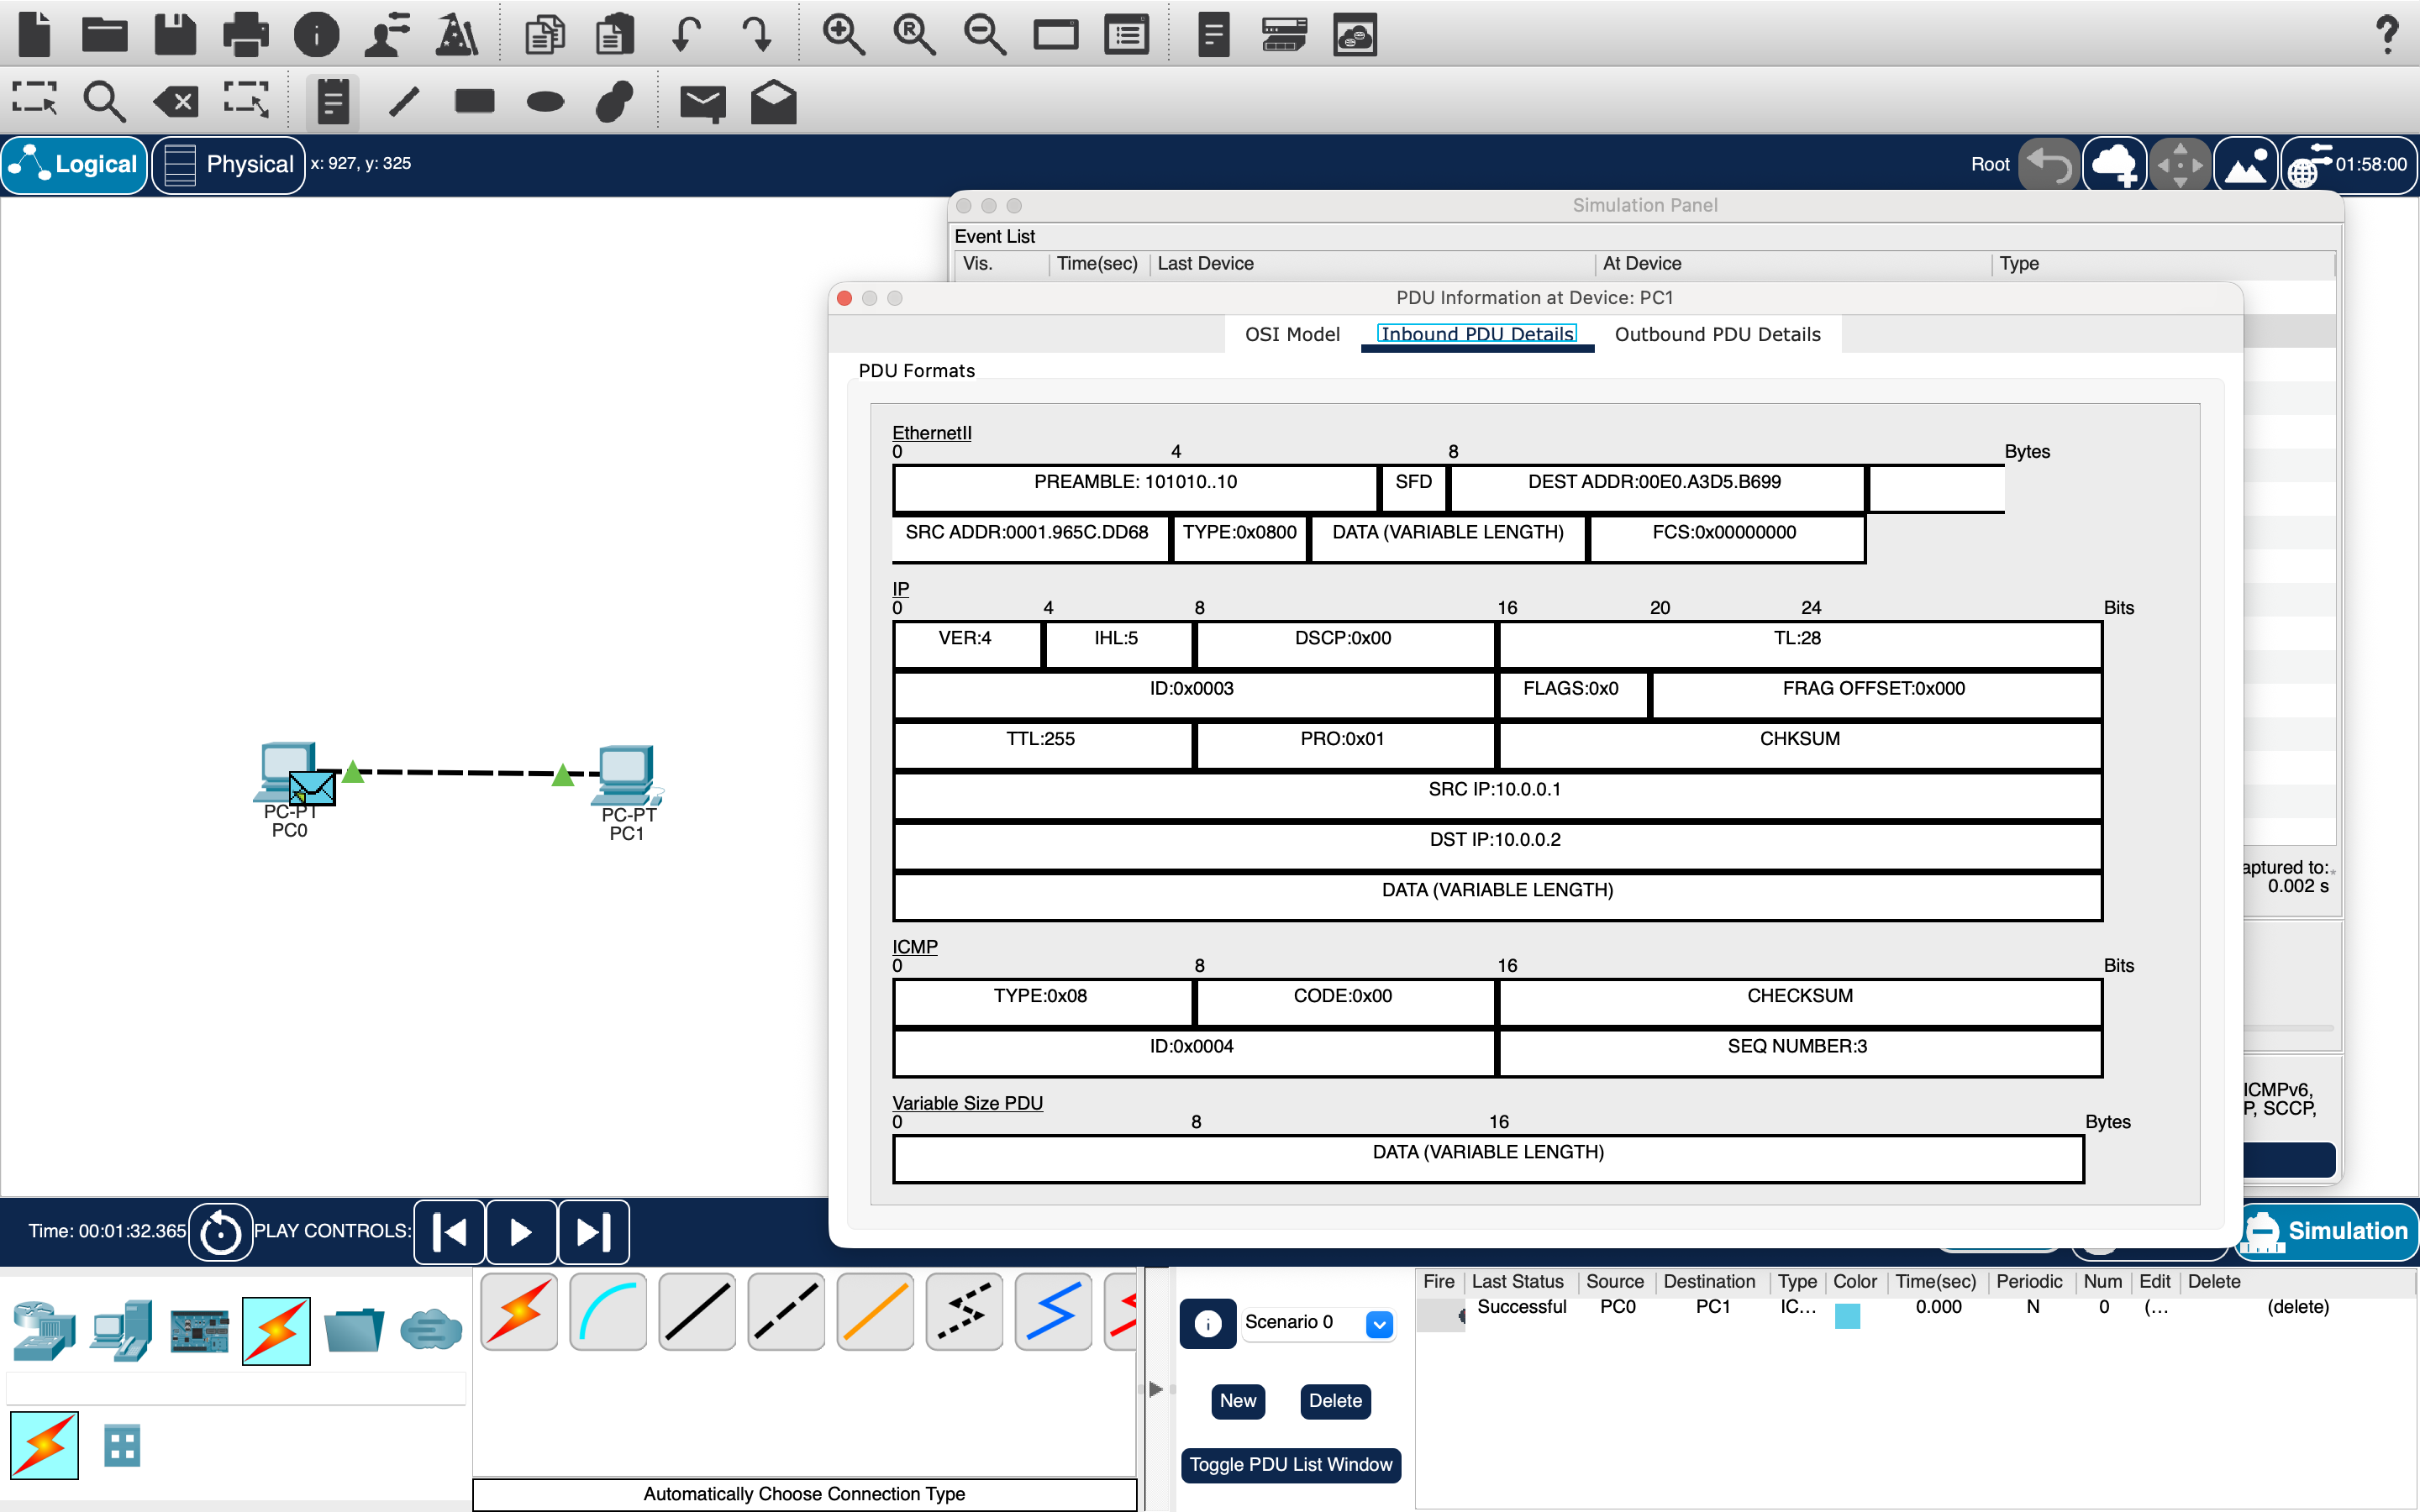 Logical
Physical
x: 927, y: 325
Root
01:58:00
Simulation Panel
Event List
Vis. Time(sec) Last Device At Device Type
PDU Information at Device: PC1
OSI Model Inbound PDU Details Outbound PDU Details
PDU Formats
EthernetII
0 4 8 Bytes
PREAMBLE: 101010..10 SFD DEST ADDR:00E0.A3D5.B699
SRC ADDR:0001.965C.DD68 TYPE:0x0800 DATA (VARIABLE LENGTH) FCS:0x00000000
IP
0 4 8 16 20 24 Bits
VER:4 IHL:5 DSCP:0x00 TL:28
ID:0x0003 FLAGS:0x0 FRAG OFFSET:0x000
TTL:255 PRO:0x01 CHKSUM
SRC IP:10.0.0.1
DST IP:10.0.0.2
DATA (VARIABLE LENGTH)
ICMP
0 8 16 Bits
TYPE:0x08 CODE:0x00 CHECKSUM
ID:0x0004 SEQ NUMBER:3
Variable Size PDU
0 8 16 Bytes
DATA (VARIABLE LENGTH)
PC-PT
PC0
PC-PT
PC1
aptured to:
0.002 s
ICMPv6,
P, SCCP,
Time: 00:01:32.365
PLAY CONTROLS:
Simulation
Scenario 0
New
Delete
Toggle PDU List Window
Automatically Choose Connection Type
Fire Last Status Source Destination Type Color Time(sec) Periodic Num Edit Delete
Successful PC0 PC1 IC... 0.000 N 0 (... (delete)